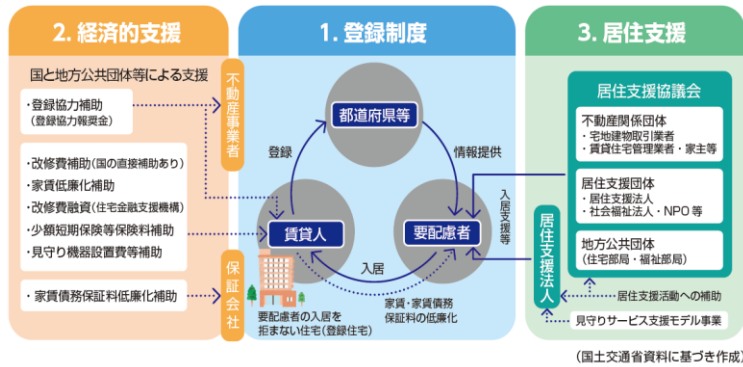 2. 経済的支援
国と地方公共団体等による支援
・登録協力補助
(登録協力報奨金)
・改修費補助(国の直接補助あり)
・家賃低廉化補助
・改修費融資(住宅金融支援機構)
・少額短期保険等保険料補助
・見守り機器設置費等補助
・家賃債務保証料低廉化補助
不動産事業者
保証会社
1. 登録制度
都道府県等
登録
情報提供
賃貸人
要配慮者
入居
入居支援等
要配慮者の入居を
拒まない住宅(登録住宅)
家賃・家賃債務
保証料の低廉化
3. 居住支援
居住支援協議会
不動産関係団体
・宅地建物取引業者
・賃貸住宅管理業者・家主等
居住支援団体
・居住支援法人
・社会福祉法人・NPO 等
地方公共団体
(住宅部局・福祉部局)
居住支援法人
居住支援活動への補助
見守りサービス支援モデル事業
(国土交通省資料に基づき作成)